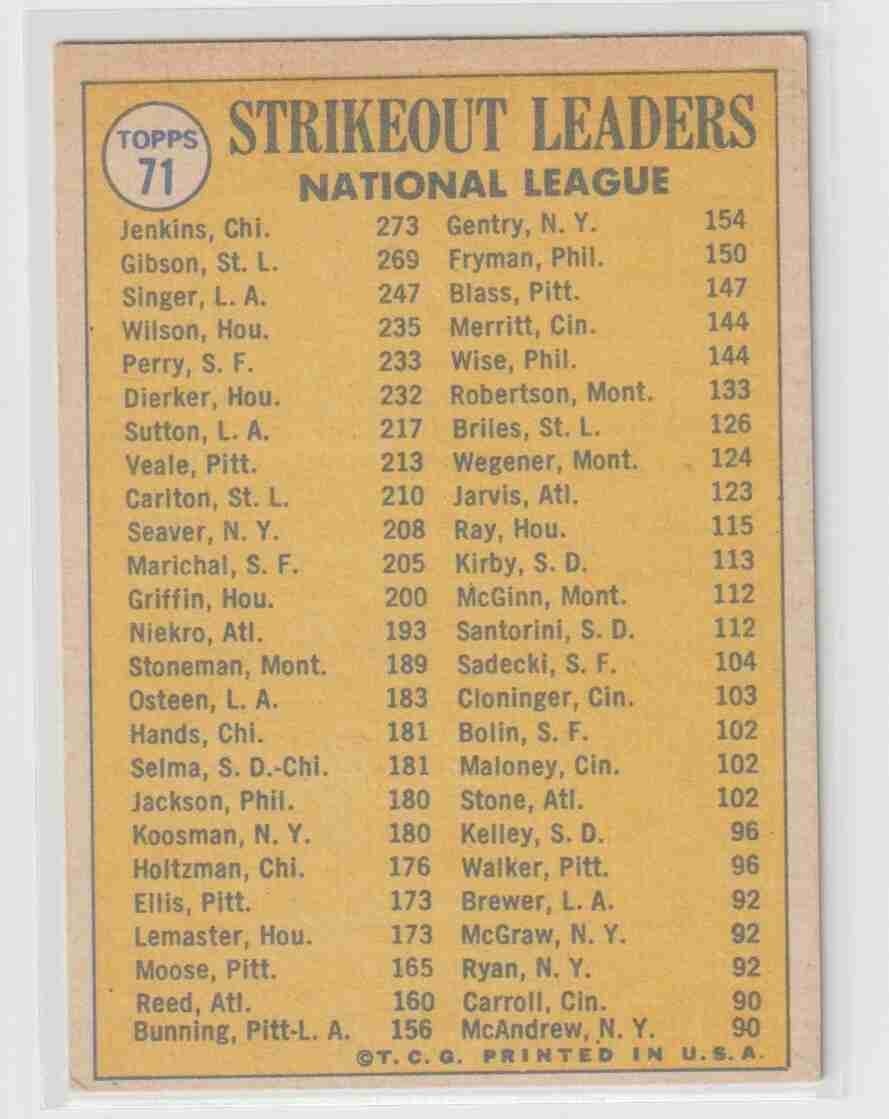 TOPPS
71
STRIKEOUT LEADERS
NATIONAL LEAGUE
Jenkins, Chi. 273 Gentry, N. Y. 154
Gibson, St. L. 269 Fryman, Phil. 150
Singer, L. A. 247 Blass, Pitt. 147
Wilson, Hou. 235 Merritt, Cin. 144
Perry, S. F. 233 Wise, Phil. 144
Dierker, Hou. 232 Robertson, Mont. 133
Sutton, L. A. 217 Briles, St. L. 126
Veale, Pitt. 213 Wegener, Mont. 124
Carlton, St. L. 210 Jarvis, Atl. 123
Seaver, N. Y. 208 Ray, Hou. 115
Marichal, S. F. 205 Kirby, S. D. 113
Griffin, Hou. 200 McGinn, Mont. 112
Niekro, Atl. 193 Santorini, S. D. 112
Stoneman, Mont. 189 Sadecki, S. F. 104
Osteen, L. A. 183 Cloninger, Cin. 103
Hands, Chi. 181 Bolin, S. F. 102
Selma, S. D.-Chi. 181 Maloney, Cin. 102
Jackson, Phil. 180 Stone, Atl. 102
Koosman, N. Y. 180 Kelley, S. D. 96
Holtzman, Chi. 176 Walker, Pitt. 96
Ellis, Pitt. 173 Brewer, L. A. 92
Lemaster, Hou. 173 McGraw, N. Y. 92
Moose, Pitt. 165 Ryan, N. Y. 92
Reed, Atl. 160 Carroll, Cin. 90
Bunning, Pitt-L. A. 156 McAndrew, N. Y. 90
©T. C. G. PRINTED IN U.S.A.